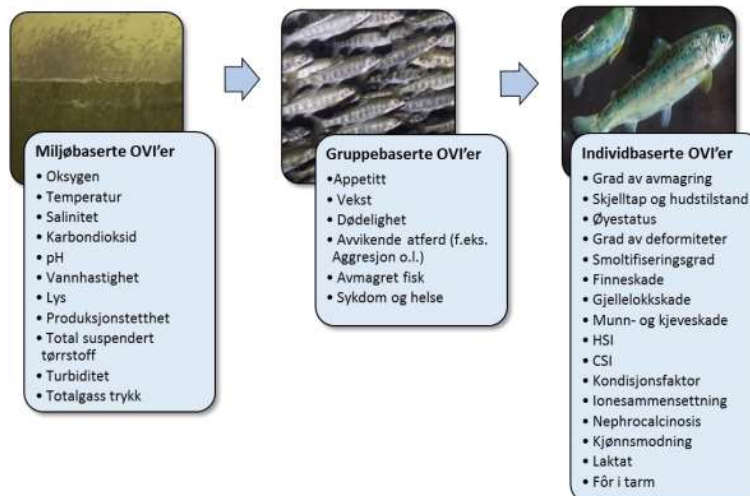 Miljøbaserte OVI'er
• Oksygen
• Temperatur
• Salinitet
• Karbondioksid
• pH
• Vannhastighet
• Lys
• Produksjonstetthet
• Total suspendert
tørrstoff
• Turbiditet
• Totalgass trykk
Gruppebaserte OVI'er
•Appetitt
• Vekst
• Dødelighet
• Avvikende atferd (f.eks.
Aggresjon o.l.)
• Avmagret fisk
• Sykdom og helse
Individbaserte OVI'er
• Grad av avmagring
• Skjelltap og hudstilstand
• Øyestatus
• Grad av deformiteter
• Smoltifiseringsgrad
• Finneskade
• Gjellelokkskade
• Munn- og kjeveskade
• HSI
• CSI
• Kondisjonsfaktor
• Ionesammensetting
• Nephrocalcinosis
• Kjønnsmodning
• Laktat
• Fôr i tarm